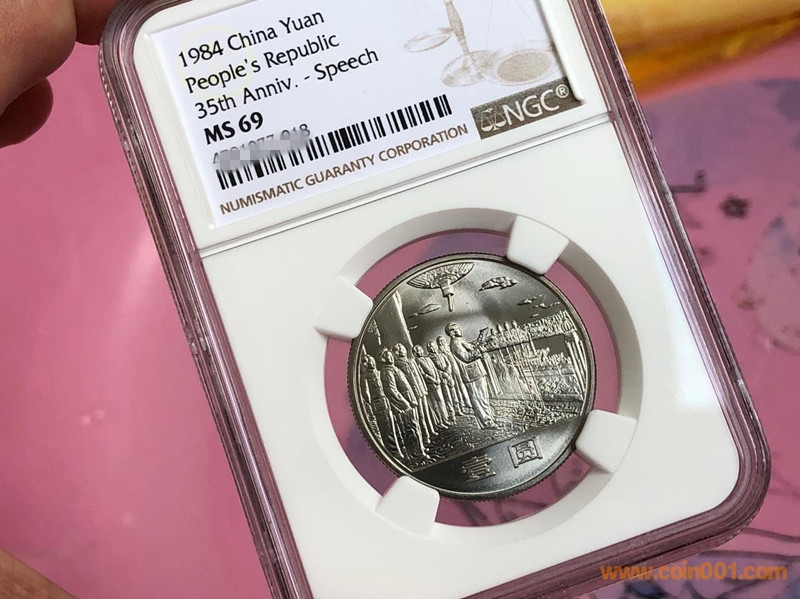 1984 China Yuan
People's Republic
35th Anniv. - Speech
MS 69
NGC®
NUMISMATIC GUARANTY CORPORATION
壹圆
www.coin001.com